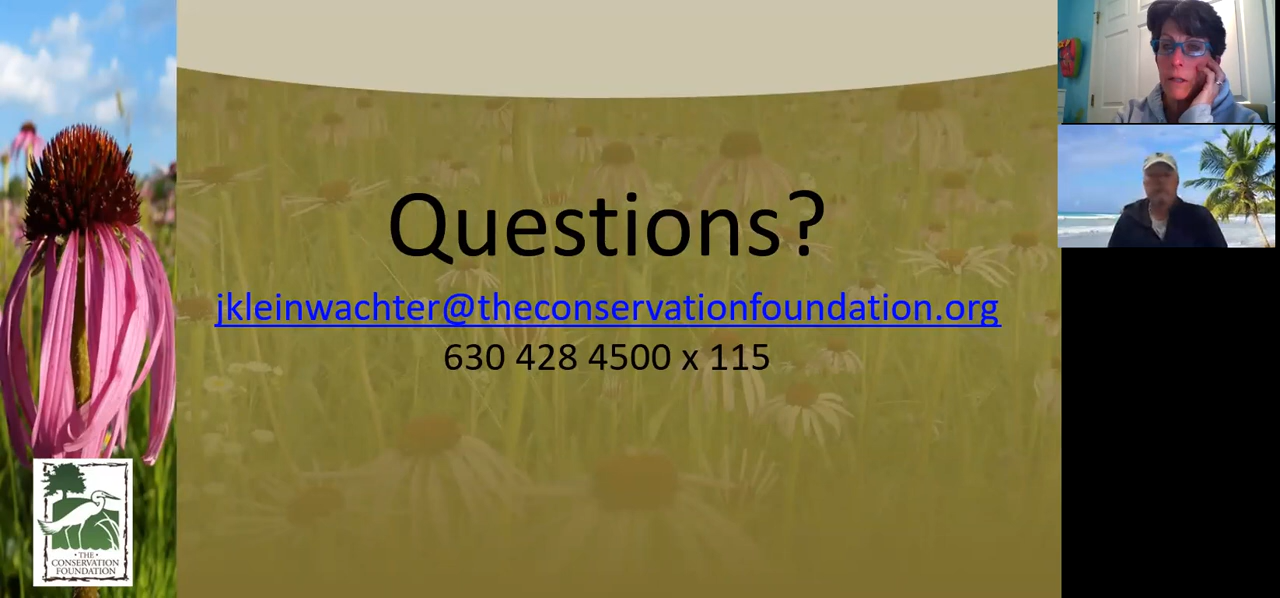 Questions?
jkleinwachter@theconservationfoundation.org
630 428 4500 x 115
• THE •
CONSERVATION
FOUNDATION